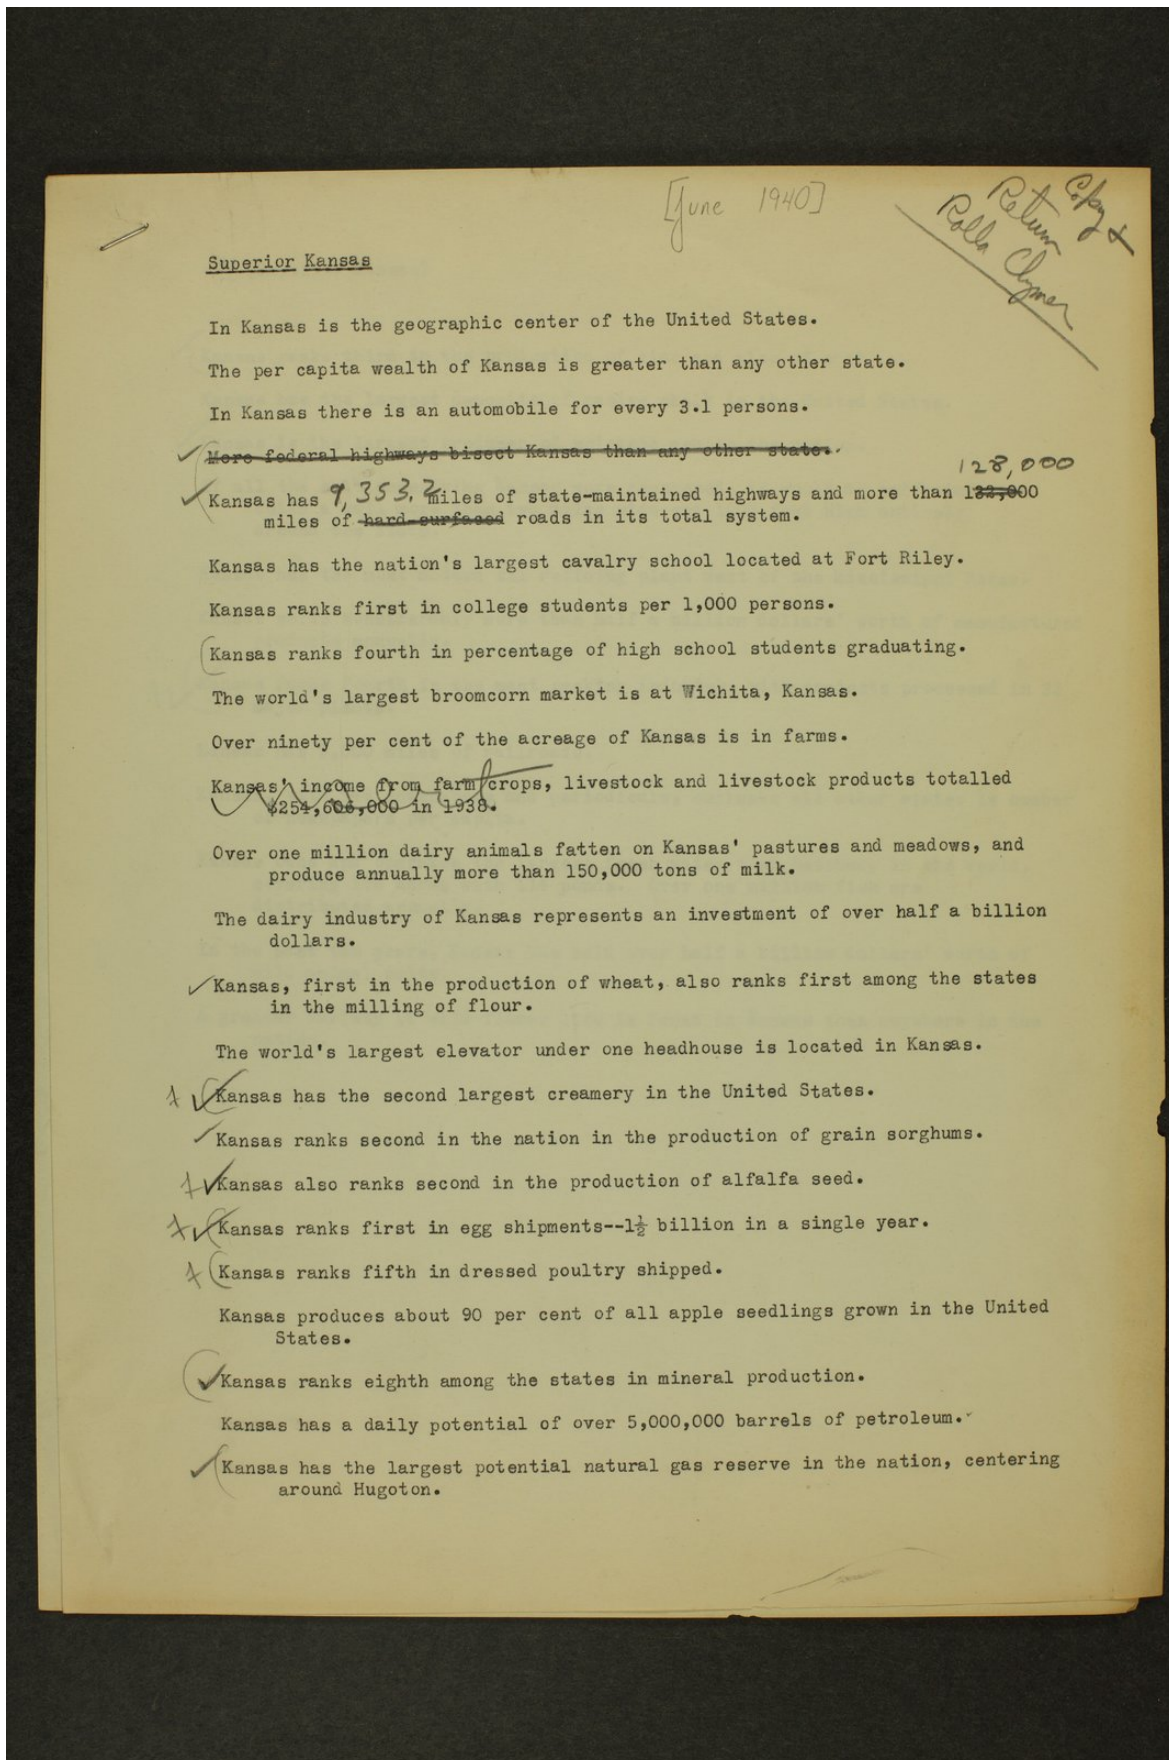 [June 1940]
Copy &
Return
Rolla Clymer
Superior Kansas
In Kansas is the geographic center of the United States.
The per capita wealth of Kansas is greater than any other state.
In Kansas there is an automobile for every 3.1 persons.
More federal highways bisect Kansas than any other state.
128,000
Kansas has 9,353.2 miles of state-maintained highways and more than 132,000
miles of hard-surfaced roads in its total system.
Kansas has the nation's largest cavalry school located at Fort Riley.
Kansas ranks first in college students per 1,000 persons.
Kansas ranks fourth in percentage of high school students graduating.
The world's largest broomcorn market is at Wichita, Kansas.
Over ninety per cent of the acreage of Kansas is in farms.
Kansas' income from farm crops, livestock and livestock products totalled
$254,606,000 in 1938.
Over one million dairy animals fatten on Kansas' pastures and meadows, and
produce annually more than 150,000 tons of milk.
The dairy industry of Kansas represents an investment of over half a billion
dollars.
Kansas, first in the production of wheat, also ranks first among the states
in the milling of flour.
The world's largest elevator under one headhouse is located in Kansas.
Kansas has the second largest creamery in the United States.
Kansas ranks second in the nation in the production of grain sorghums.
Kansas also ranks second in the production of alfalfa seed.
Kansas ranks first in egg shipments--1½ billion in a single year.
Kansas ranks fifth in dressed poultry shipped.
Kansas produces about 90 per cent of all apple seedlings grown in the United
States.
Kansas ranks eighth among the states in mineral production.
Kansas has a daily potential of over 5,000,000 barrels of petroleum.
Kansas has the largest potential natural gas reserve in the nation, centering
around Hugoton.